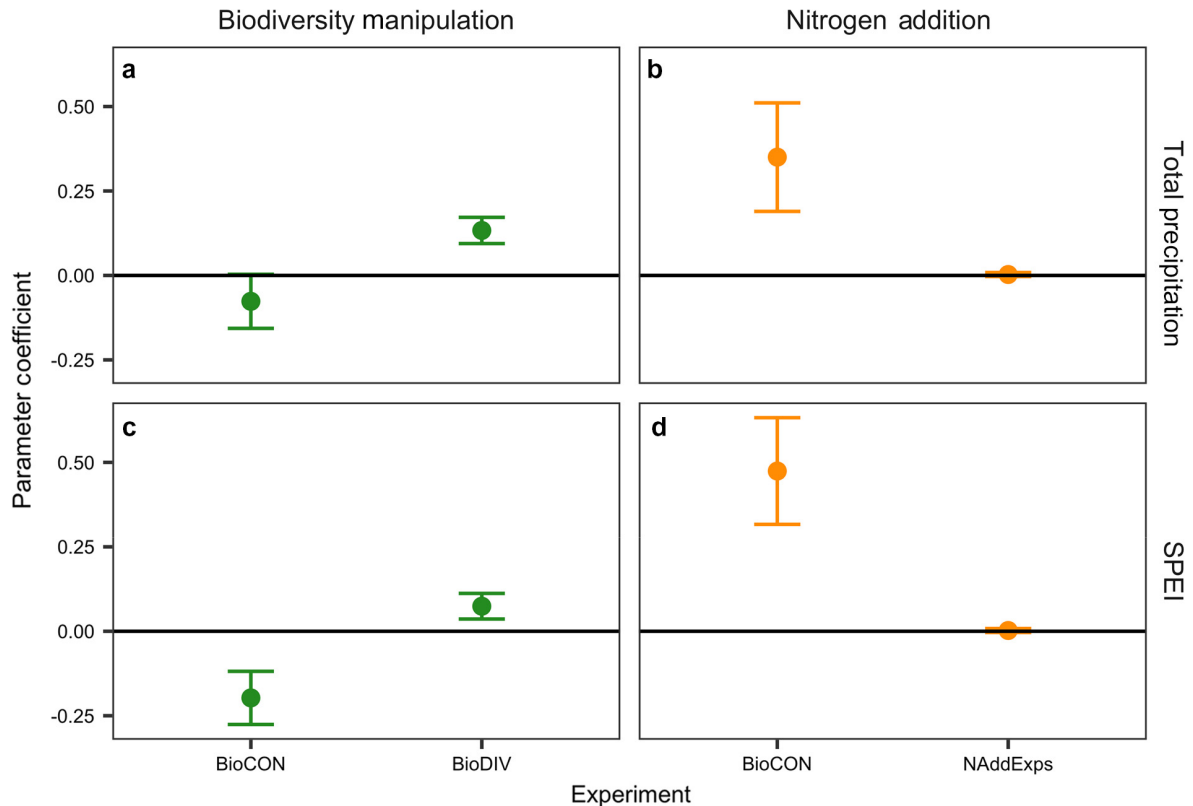 Biodiversity manipulation
Nitrogen addition
a
b
0.50
0.25
0.00
-0.25
Total precipitation
Parameter coefficient
c
d
0.50
0.25
0.00
-0.25
SPEI
BioCON
BioDIV
BioCON
NAddExps
Experiment